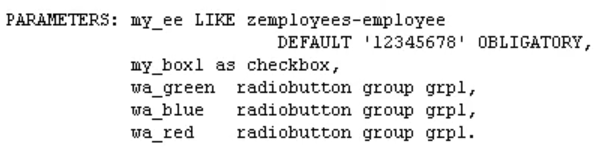 PARAMETERS: my_ee LIKE zemployees-employee
DEFAULT '12345678' OBLIGATORY,
my_box1 as checkbox,
wa_green radiobutton group grp1,
wa_blue radiobutton group grp1,
wa_red radiobutton group grp1.